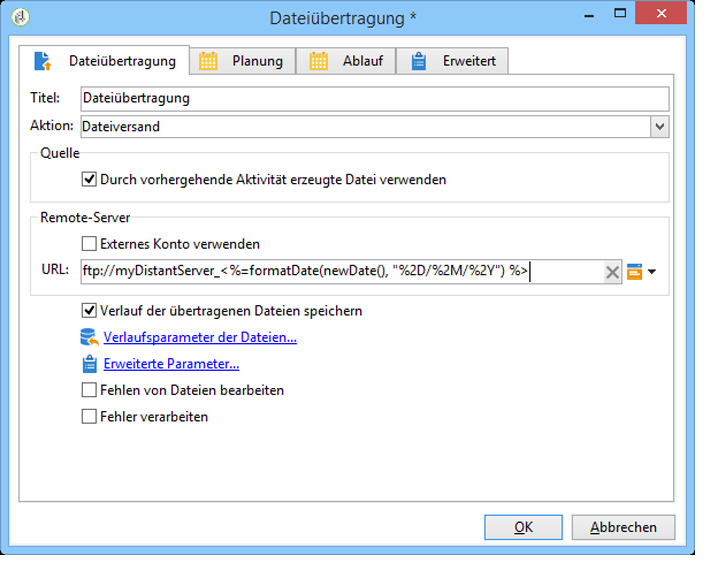 Dateiübertragung *
Dateiübertragung Planung Ablauf Erweitert
Titel: Dateiübertragung
Aktion: Dateiversand
Quelle
Durch vorhergehende Aktivität erzeugte Datei verwenden
Remote-Server
Externes Konto verwenden
URL: ftp://myDistantServer_<%=formatDate(newDate(), "%2D/%2M/%2Y") %>
Verlauf der übertragenen Dateien speichern
Verlaufsparameter der Dateien...
Erweiterte Parameter...
Fehlen von Dateien bearbeiten
Fehler verarbeiten
OK Abbrechen